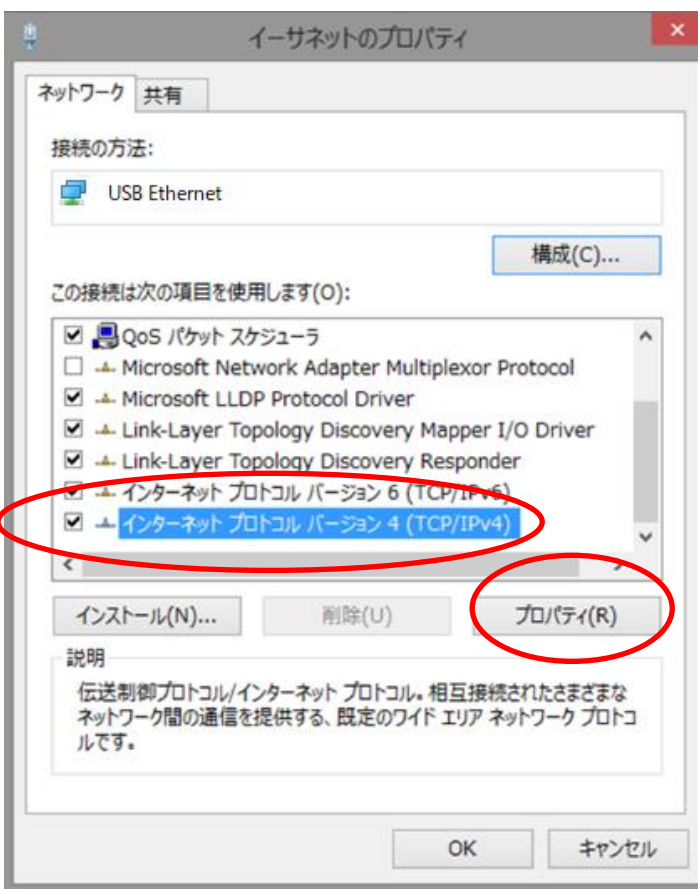 イーサネットのプロパティ
ネットワーク 共有
接続の方法:
USB Ethernet
構成(C)...
この接続は次の項目を使用します(O):
QoS パケット スケジューラ
Microsoft Network Adapter Multiplexor Protocol
Microsoft LLDP Protocol Driver
Link-Layer Topology Discovery Mapper I/O Driver
Link-Layer Topology Discovery Responder
インターネット プロトコル バージョン 6 (TCP/IPv6)
インターネット プロトコル バージョン 4 (TCP/IPv4)
インストール(N)... 削除(U) プロパティ(R)
説明
伝送制御プロトコル/インターネット プロトコル。相互接続されたさまざまな
ネットワーク間の通信を提供する、既定のワイド エリア ネットワーク プロトコ
ルです。
OK キャンセル